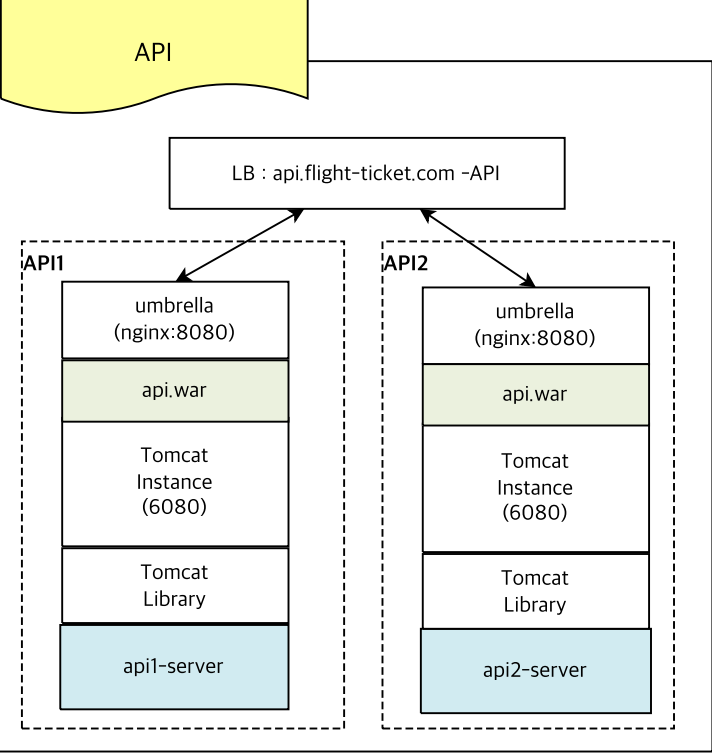 API
LB : api.flight-ticket.com -API
API1
umbrella
(nginx:8080)
api.war
Tomcat
Instance
(6080)
Tomcat
Library
api1-server
API2
umbrella
(nginx:8080)
api.war
Tomcat
Instance
(6080)
Tomcat
Library
api2-server